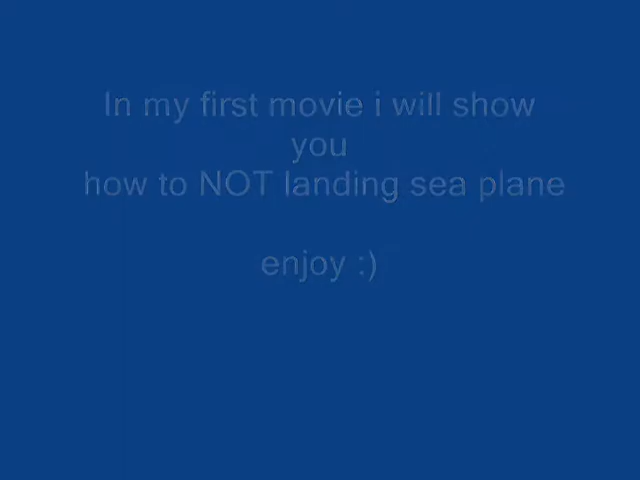 In my first movie i will show
you
how to NOT landing sea plane
enjoy :)